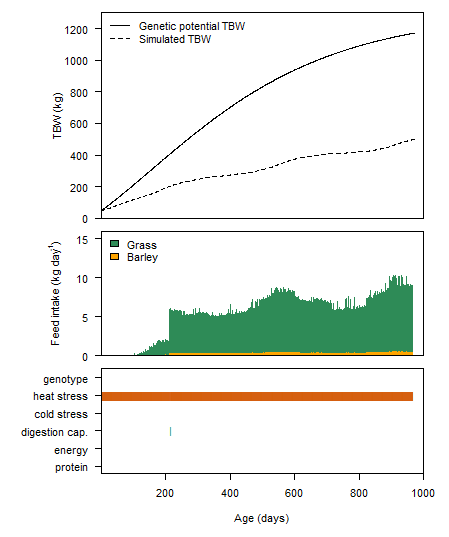 Genetic potential TBW
Simulated TBW
TBW (kg)
1200
1000
800
600
400
200
0
Grass
Barley
Feed intake (kg day⁻¹)
15
10
5
0
genotype
heat stress
cold stress
digestion cap.
energy
protein
200 400 600 800 1000
Age (days)